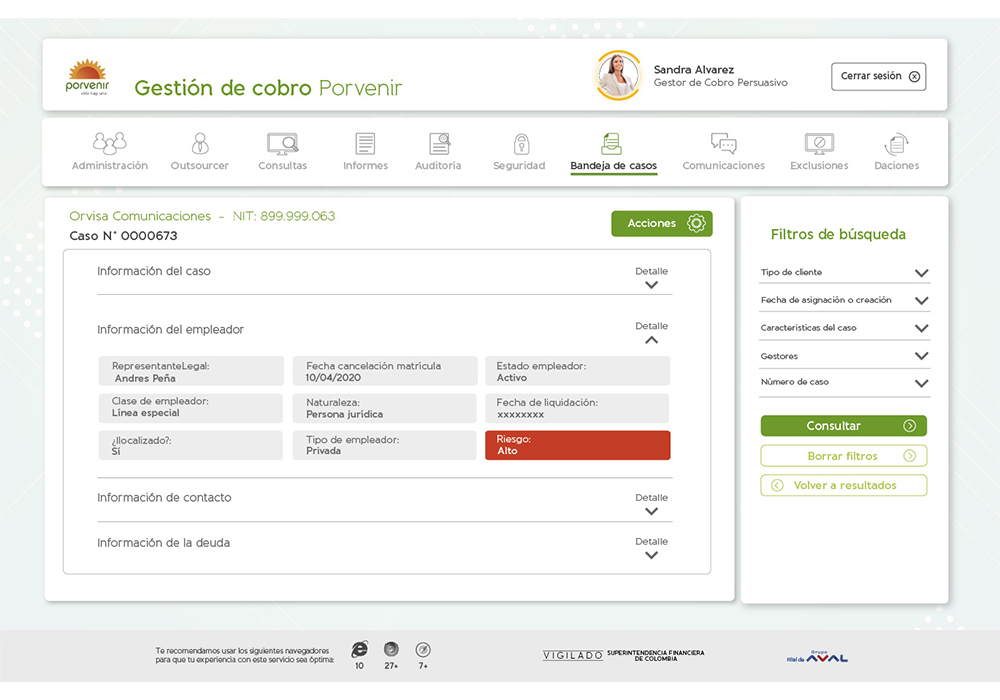 porvenir
Gestión de cobro Porvenir
Sandra Alvarez
Gestor de Cobro Persuasivo
Cerrar sesión
Administración
Outsourcer
Consultas
Informes
Auditoría
Seguridad
Bandeja de casos
Comunicaciones
Exclusiones
Daciones
Orvisa Comunicaciones - NIT: 899.999.063
Caso N° 0000673
Acciones
Información del caso
Detalle
Información del empleador
Detalle
RepresentanteLegal:
Andres Peña
Fecha cancelación matrícula
10/04/2020
Estado empleador:
Activo
Clase de empleador:
Línea especial
Naturaleza:
Persona jurídica
Fecha de liquidación:
xxxxxxxx
¿Ilocalizado?:
Sí
Tipo de empleador:
Privada
Riesgo:
Alto
Información de contacto
Detalle
Información de la deuda
Detalle
Filtros de búsqueda
Tipo de cliente
Fecha de asignación o creación
Características del caso
Gestores
Número de caso
Consultar
Borrar filtros
Volver a resultados
Te recomendamos usar los siguientes navegadores
para que tu experiencia con este servicio sea óptima:
10
27+
7+
VIGILADO
SUPERINTENDENCIA FINANCIERA
DE COLOMBIA
Grupo
Filial de AVAL